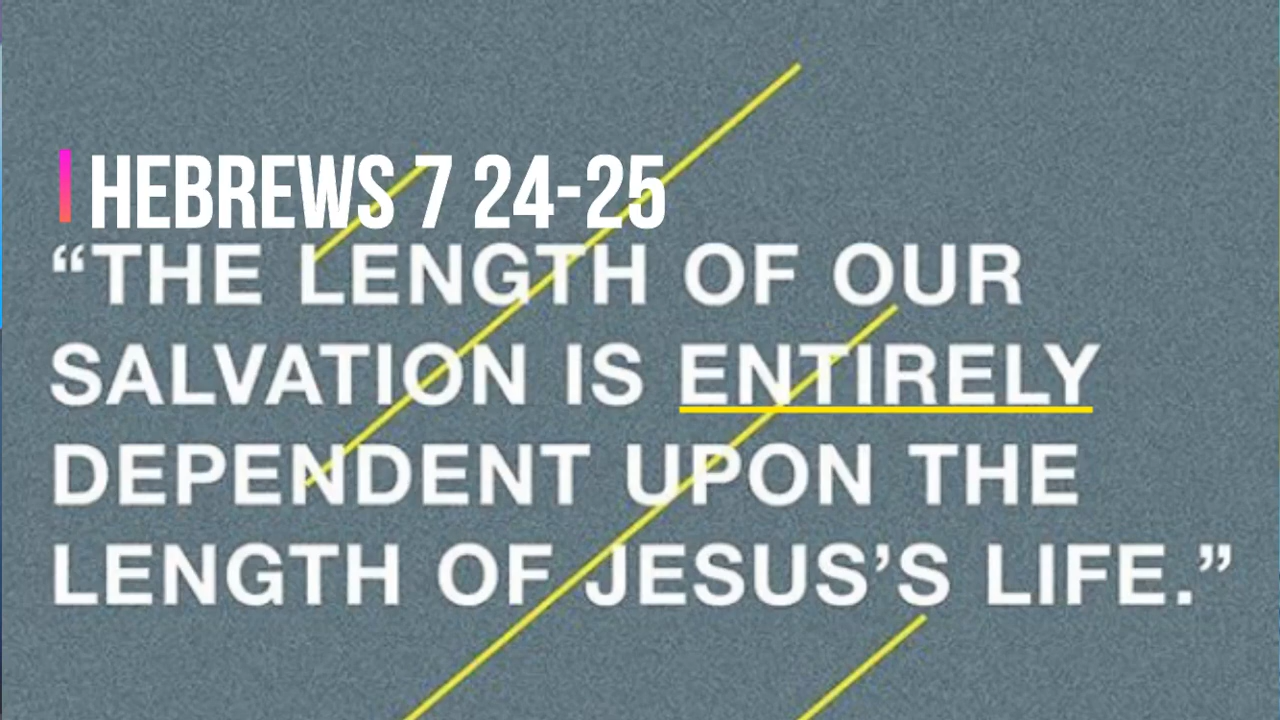 HEBREWS 7 24-25
“THE LENGTH OF OUR
SALVATION IS ENTIRELY
DEPENDENT UPON THE
LENGTH OF JESUS’S LIFE.”